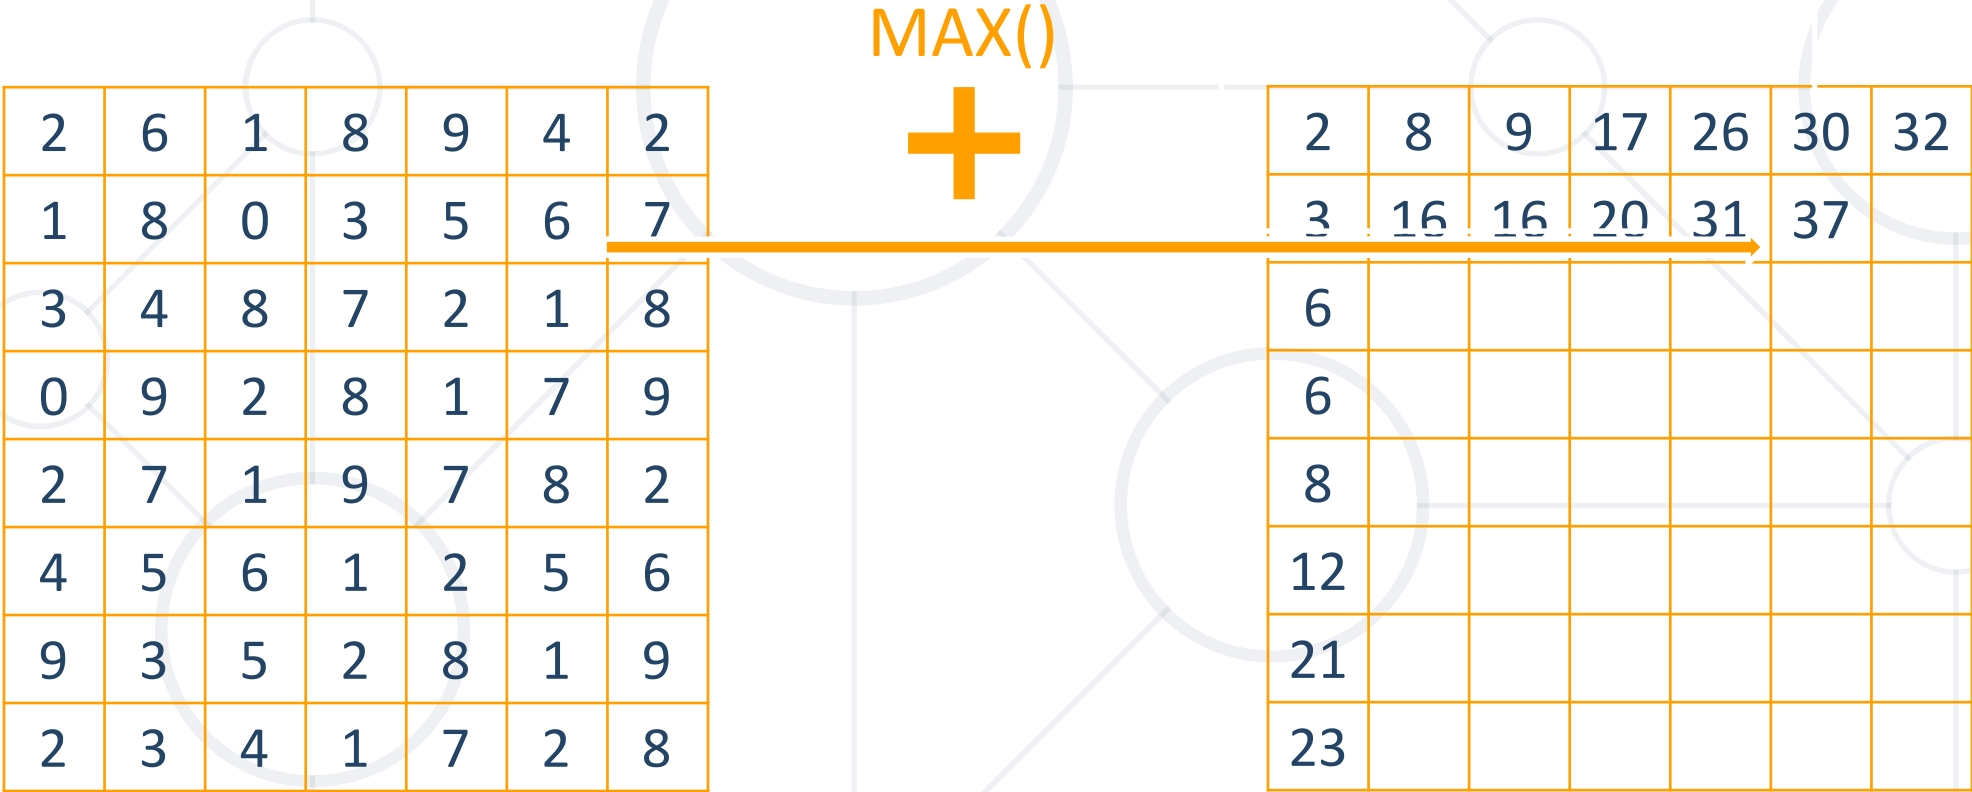 MAX()
2 6 1 8 9 4 2
1 8 0 3 5 6 7
3 4 8 7 2 1 8
0 9 2 8 1 7 9
2 7 1 9 7 8 2
4 5 6 1 2 5 6
9 3 5 2 8 1 9
2 3 4 1 7 2 8
2 8 9 17 26 30 32
3 16 16 20 31 37
6
6
8
12
21
23